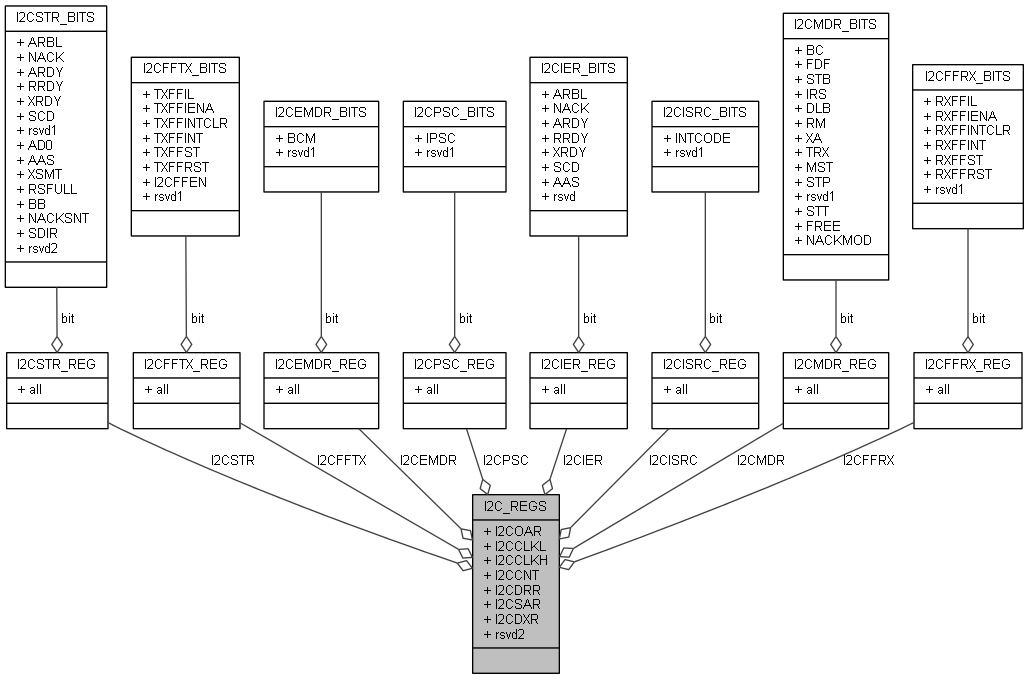 I2CSTR_BITS
+ ARBL
+ NACK
+ ARDY
+ RRDY
+ XRDY
+ SCD
+ rsvd1
+ AD0
+ AAS
+ XSMT
+ RSFULL
+ BB
+ NACKSNT
+ SDIR
+ rsvd2
I2CFFTX_BITS
+ TXFFIL
+ TXFFIENA
+ TXFFINTCLR
+ TXFFINT
+ TXFFST
+ TXFFRST
+ I2CFFEN
+ rsvd1
I2CEMDR_BITS
+ BCM
+ rsvd1
I2CPSC_BITS
+ IPSC
+ rsvd1
I2CIER_BITS
+ ARBL
+ NACK
+ ARDY
+ RRDY
+ XRDY
+ SCD
+ AAS
+ rsvd
I2CISRC_BITS
+ INTCODE
+ rsvd1
I2CMDR_BITS
+ BC
+ FDF
+ STB
+ IRS
+ DLB
+ RM
+ XA
+ TRX
+ MST
+ STP
+ rsvd1
+ STT
+ FREE
+ NACKMOD
I2CFFRX_BITS
+ RXFFIL
+ RXFFIENA
+ RXFFINTCLR
+ RXFFINT
+ RXFFST
+ RXFFRST
+ rsvd1
bit
bit
bit
bit
bit
bit
bit
bit
I2CSTR_REG
+ all
I2CFFTX_REG
+ all
I2CEMDR_REG
+ all
I2CPSC_REG
+ all
I2CIER_REG
+ all
I2CISRC_REG
+ all
I2CMDR_REG
+ all
I2CFFRX_REG
+ all
I2CSTR
I2CFFTX
I2CEMDR
I2CPSC
I2CIER
I2CISRC
I2CMDR
I2CFFRX
I2C_REGS
+ I2COAR
+ I2CCLKL
+ I2CCLKH
+ I2CCNT
+ I2CDRR
+ I2CSAR
+ I2CDXR
+ rsvd2